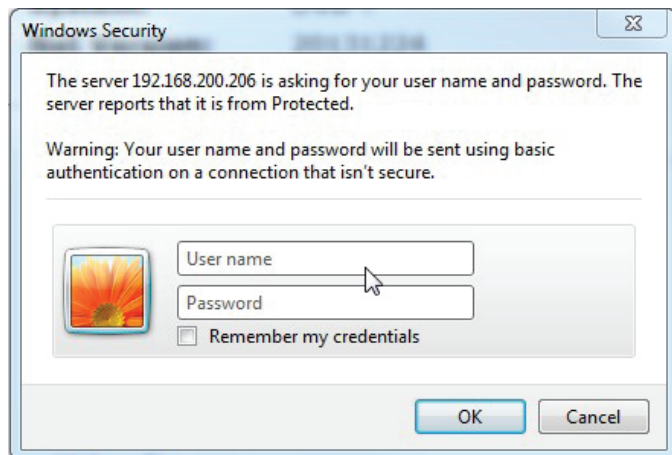 Windows Security
The server 192.168.200.206 is asking for your user name and password. The
server reports that it is from Protected.
Warning: Your user name and password will be sent using basic
authentication on a connection that isn't secure.
User name
Password
Remember my credentials
OK
Cancel